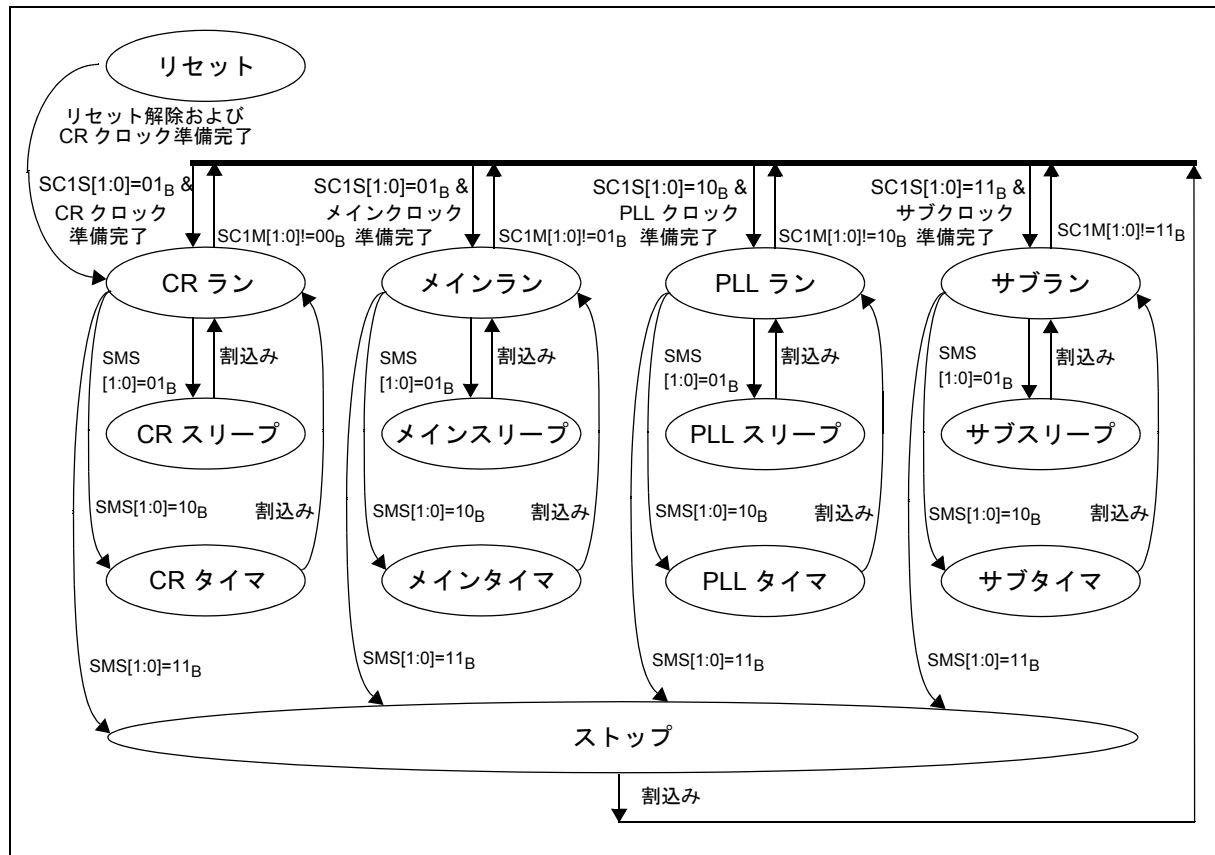 リセット
リセット解除および
CR クロック準備完了
SC1S[1:0]=01B &
CR クロック
準備完了
SC1M[1:0]!=00B
SC1S[1:0]=01B &
メインクロック
準備完了
SC1M[1:0]!=01B
SC1S[1:0]=10B &
PLL クロック
準備完了
SC1M[1:0]!=10B
SC1S[1:0]=11B &
サブクロック
準備完了
SC1M[1:0]!=11B
CR ラン
メインラン
PLL ラン
サブラン
SMS
[1:0]=01B
割込み
SMS
[1:0]=01B
割込み
SMS
[1:0]=01B
割込み
SMS
[1:0]=01B
割込み
CR スリープ
メインスリープ
PLL スリープ
サブスリープ
SMS[1:0]=10B
割込み
SMS[1:0]=10B
割込み
SMS[1:0]=10B
割込み
SMS[1:0]=10B
割込み
CR タイマ
メインタイマ
PLL タイマ
サブタイマ
SMS[1:0]=11B
SMS[1:0]=11B
SMS[1:0]=11B
SMS[1:0]=11B
ストップ
割込み